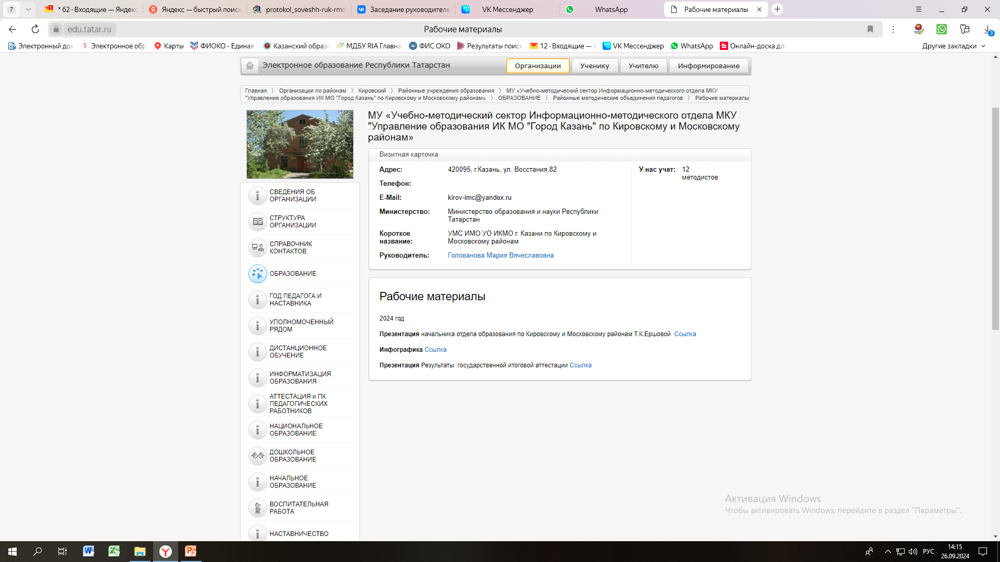 7
* 62 · Входящие — Яндекс
Яндекс — быстрый поиск
protokol_soveshh-ruk-rmo
Заседание руководителе
VK Мессенджер
WhatsApp
Рабочие материалы
edu.tatar.ru
Рабочие материалы
3
Электронный док
Электронное обр
Карты
ФИОКО - Единая
Казанский образо
МДБУ RIA Главна
ФИС ОКО
Результаты поиск
12 · Входящие —
VK Мессенджер
WhatsApp
Онлайн-доска дл
Другие закладки
Электронное образование Республики Татарстан
Организации
Ученику
Учителю
Информирование
Главная 〉 Организации по районам 〉 Кировский 〉 Районные учреждения образования 〉 МУ «Учебно-методический сектор Информационно-методического отдела МКУ
"Управление образования ИК МО "Город Казань" по Кировскому и Московскому районам» 〉 ОБРАЗОВАНИЕ 〉 Районные методические объединения педагогов 〉 Рабочие материалы
МУ «Учебно-методический сектор Информационно-методического отдела МКУ
"Управление образования ИК МО "Город Казань" по Кировскому и Московскому
районам»
Визитная карточка
Адрес: 420095, г.Казань, ул. Восстания,82
Телефон:
E-Mail: kirov-imc@yandex.ru
Министерство: Министерство образования и науки Республики
Татарстан
Короткое
название:
УМС ИМО УО ИКМО г. Казани по Кировскому и
Московскому районам
Руководитель: Голованова Мария Вячеславовна
У нас учат: 12
методистов
СВЕДЕНИЯ ОБ
ОРГАНИЗАЦИИ
СТРУКТУРА
ОРГАНИЗАЦИИ
СПРАВОЧНИК
КОНТАКТОВ
ОБРАЗОВАНИЕ
ГОД ПЕДАГОГА И
НАСТАВНИКА
УПОЛНОМОЧЕННЫЙ
РЯДОМ
ДИСТАНЦИОННОЕ
ОБУЧЕНИЕ
ИНФОРМАТИЗАЦИЯ
ОБРАЗОВАНИЯ
АТТЕСТАЦИЯ и ПК
ПЕДАГОГИЧЕСКИХ
РАБОТНИКОВ
НАЦИОНАЛЬНОЕ
ОБРАЗОВАНИЕ
ДОШКОЛЬНОЕ
ОБРАЗОВАНИЕ
НАЧАЛЬНОЕ
ОБРАЗОВАНИЕ
ВОСПИТАТЕЛЬНАЯ
РАБОТА
НАСТАВНИЧЕСТВО
Рабочие материалы
2024 год
Презентация начальника отдела образования по Кировскому и Московскому районам Т.К.Ершовой Ссылка
Инфографика Ссылка
Презентация Результаты государственной итоговой аттестации Ссылка
Активация Windows
Чтобы активировать Windows, перейдите в раздел "Параметры".
РУС
14:15
26.09.2024